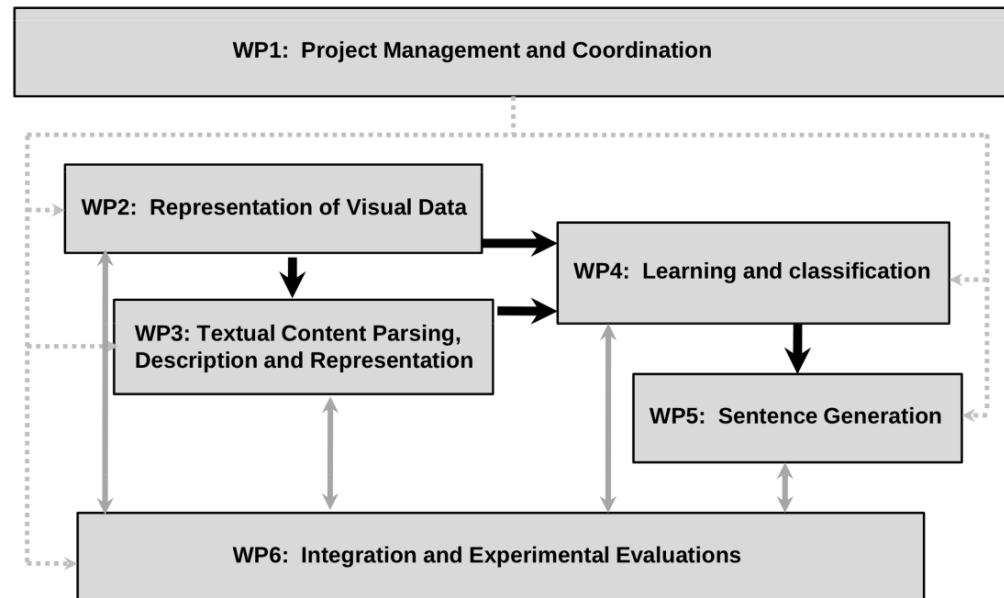 WP1: Project Management and Coordination
WP2: Representation of Visual Data
WP4: Learning and classification
WP3: Textual Content Parsing,
Description and Representation
WP5: Sentence Generation
WP6: Integration and Experimental Evaluations